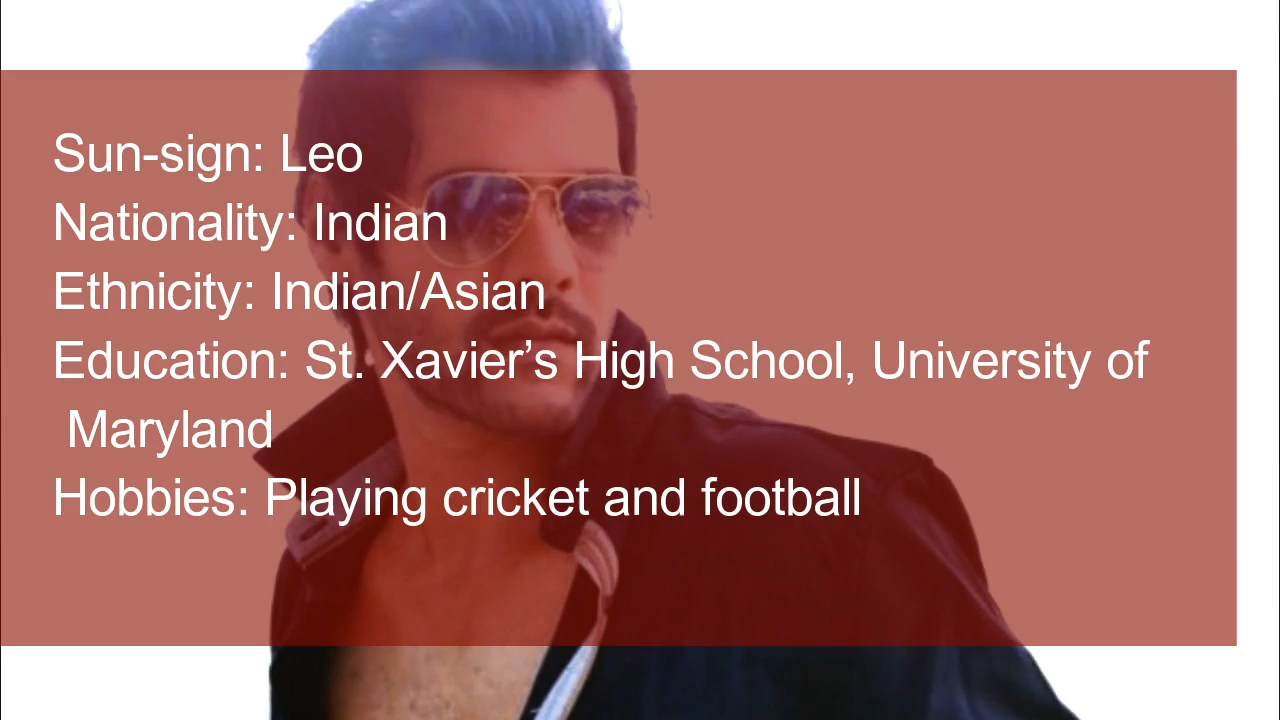 Sun-sign: Leo
Nationality: Indian
Ethnicity: Indian/Asian
Education: St. Xavier’s High School, University of
Maryland
Hobbies: Playing cricket and football